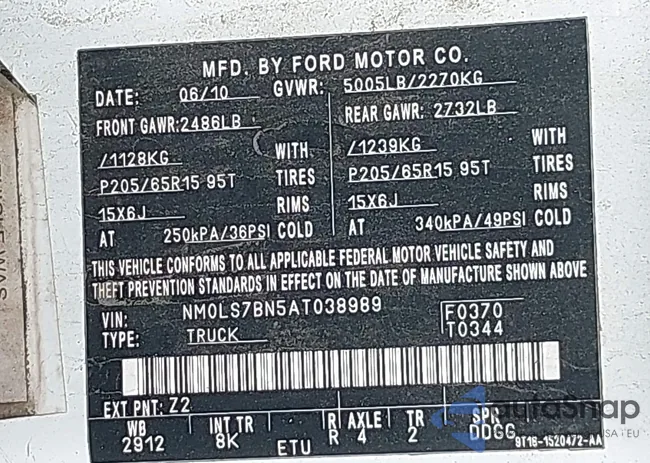 MFD. BY FORD MOTOR CO.
DATE: 06/10 GVWR: 5005LB/2270KG
FRONT GAWR: 2486LB REAR GAWR: 2732LB
/1128KG WITH /1239KG WITH
P205/65R15 95T TIRES P205/65R15 95T TIRES
15X6J RIMS 15X6J RIMS
AT 250kPA/36PSI COLD AT 340kPA/49PSI COLD
THIS VEHICLE CONFORMS TO ALL APPLICABLE FEDERAL MOTOR VEHICLE SAFETY AND
THEFT PREVENTION STANDARDS IN EFFECT ON THE DATE OF MANUFACTURE SHOWN ABOVE
VIN: NM0LS7BN5AT038989 F0370
TYPE: TRUCK T0344
EXT PNT: Z2
WB INT TR R AXLE TR SPR
2912 8K ETU R 4 2 DDGG
9T16-1520472-AA
autoSnap